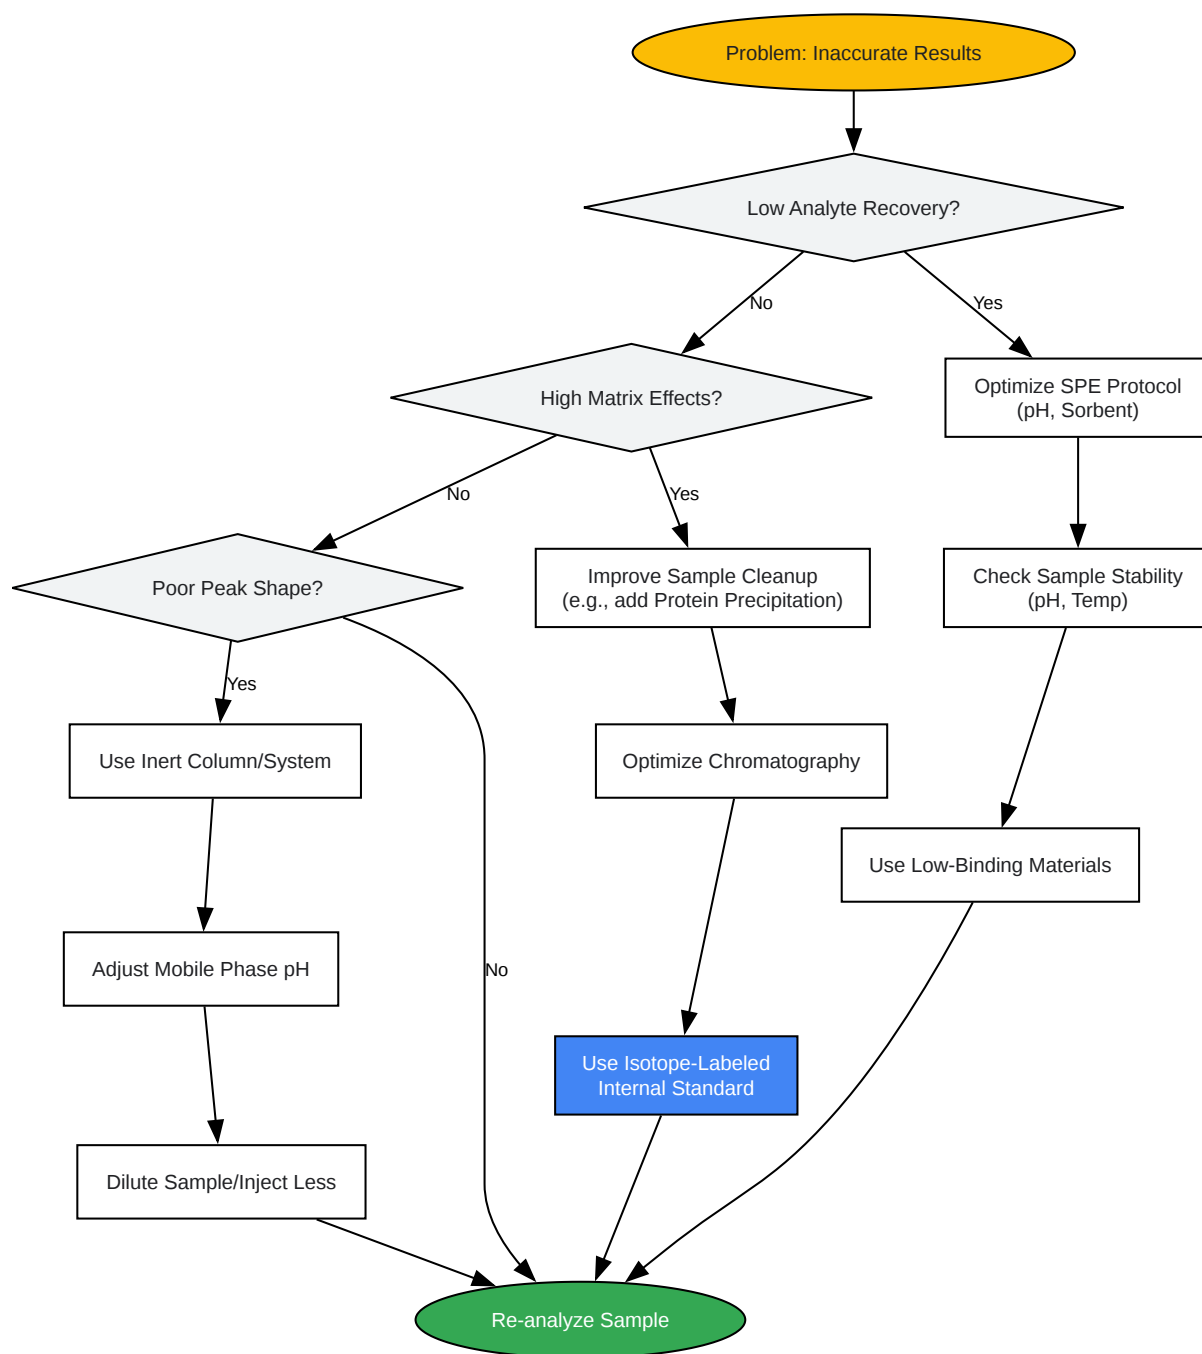 Problem: Inaccurate Results
Low Analyte Recovery?
No
Yes
High Matrix Effects?
Optimize SPE Protocol
(pH, Sorbent)
No
Yes
Poor Peak Shape?
Improve Sample Cleanup
(e.g., add Protein Precipitation)
Check Sample Stability
(pH, Temp)
Yes
Use Inert Column/System
Optimize Chromatography
Use Low-Binding Materials
Adjust Mobile Phase pH
No
Use Isotope-Labeled
Internal Standard
Dilute Sample/Inject Less
Re-analyze Sample